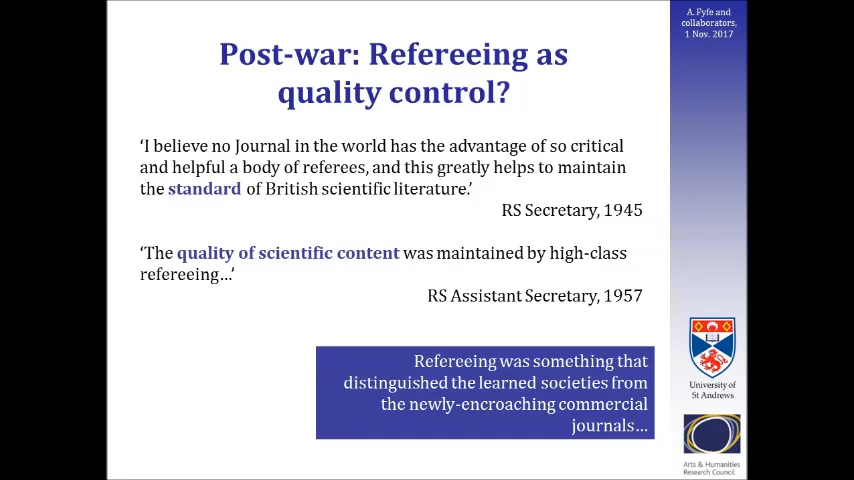 A. Fyfe and
collaborators,
1 Nov. 2017
Post-war: Refereeing as
quality control?
‘I believe no Journal in the world has the advantage of so critical
and helpful a body of referees, and this greatly helps to maintain
the standard of British scientific literature.’
RS Secretary, 1945
‘The quality of scientific content was maintained by high-class
refereeing…’
RS Assistant Secretary, 1957
Refereeing was something that
distinguished the learned societies from
the newly-encroaching commercial
journals…
University of
St Andrews
Arts & Humanities
Research Council